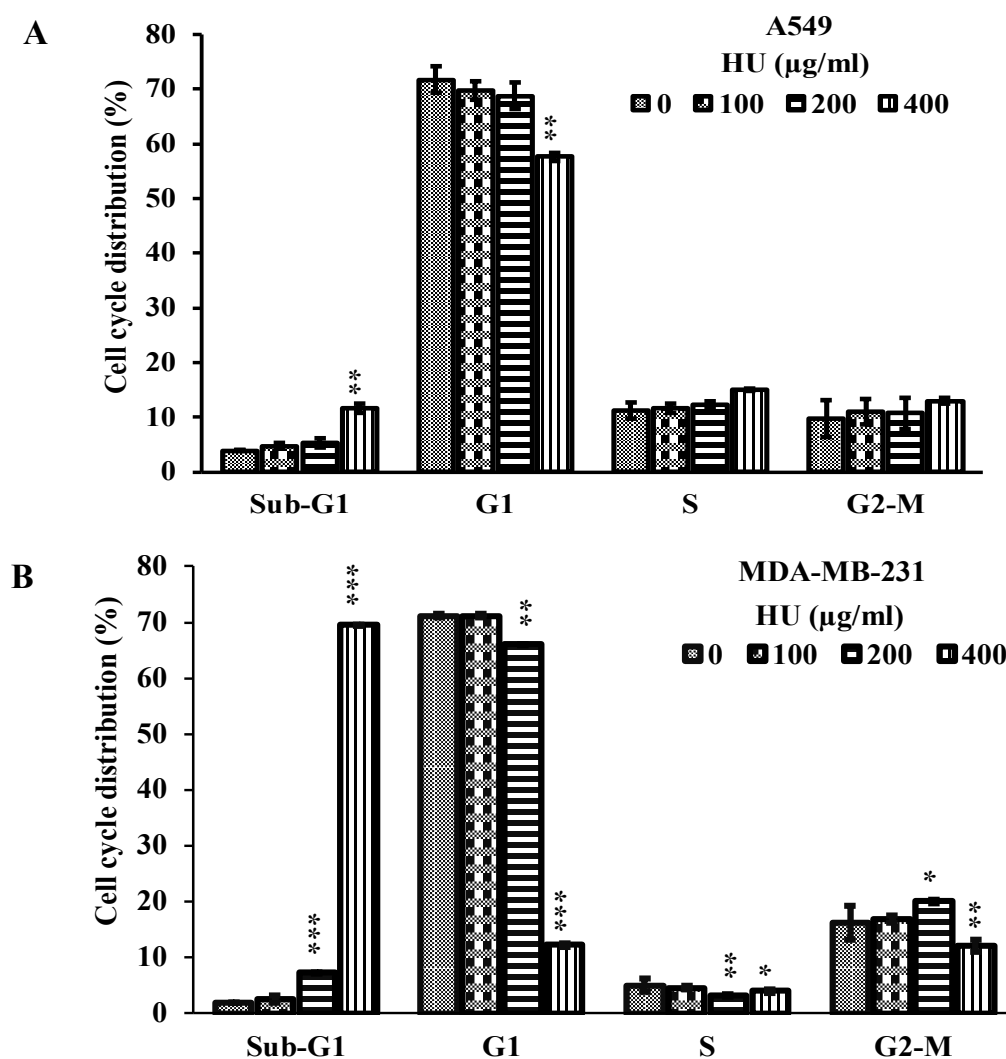 A
A549
HU (µg/ml)
0 100 200 400
Cell cycle distribution (%)
80
70
60
50
40
30
20
10
0
**
**
Sub-G1 G1 S G2-M
B
MDA-MB-231
HU (µg/ml)
0 100 200 400
Cell cycle distribution (%)
80
70
60
50
40
30
20
10
0
***
***
**
***
**
*
*
**
Sub-G1 G1 S G2-M